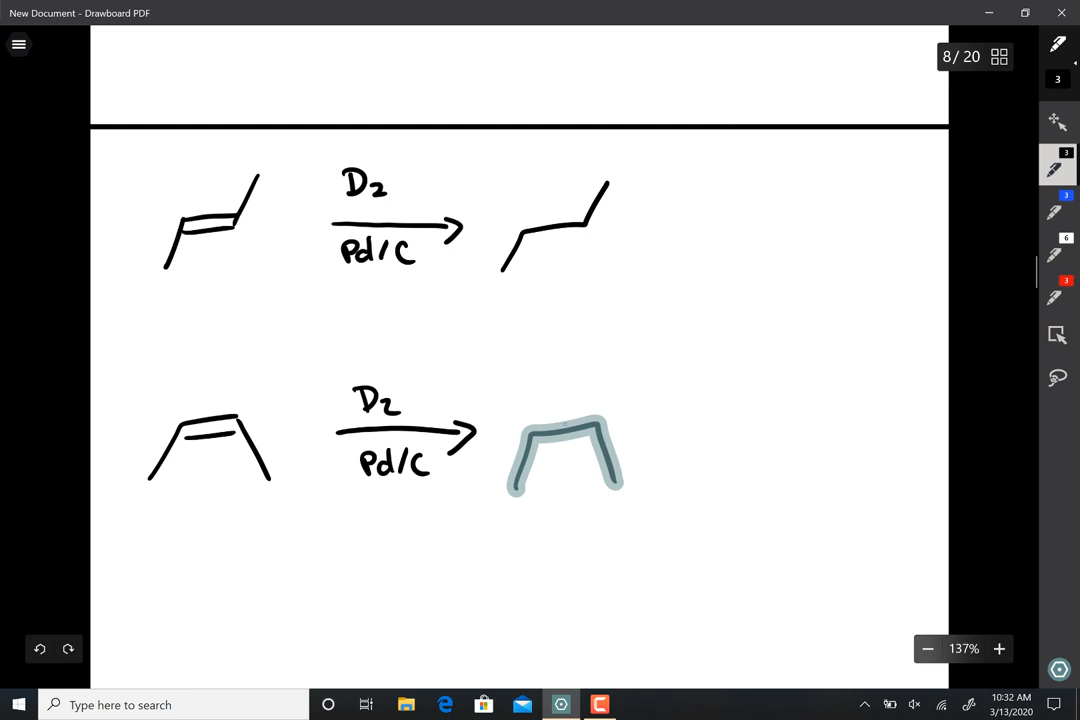 New Document - Drawboard PDF
8 / 20
3
3
3
6
3
D2
Pd/C
D2
Pd/C
137%
Type here to search
10:32 AM
3/13/2020